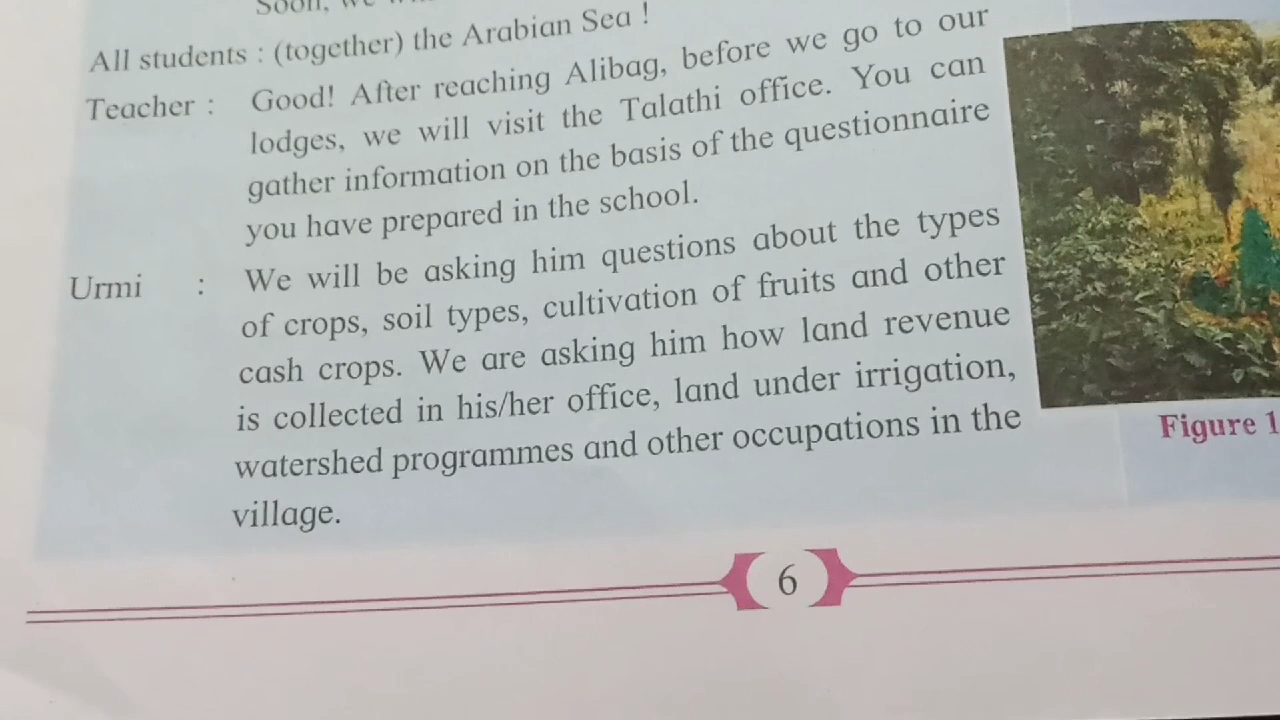 Soon, we
All students : (together) the Arabian Sea !
Teacher : Good! After reaching Alibag, before we go to our
lodges, we will visit the Talathi office. You can
gather information on the basis of the questionnaire
you have prepared in the school.
Urmi : We will be asking him questions about the types
of crops, soil types, cultivation of fruits and other
cash crops. We are asking him how land revenue
is collected in his/her office, land under irrigation,
watershed programmes and other occupations in the
village.
Figure 1
6